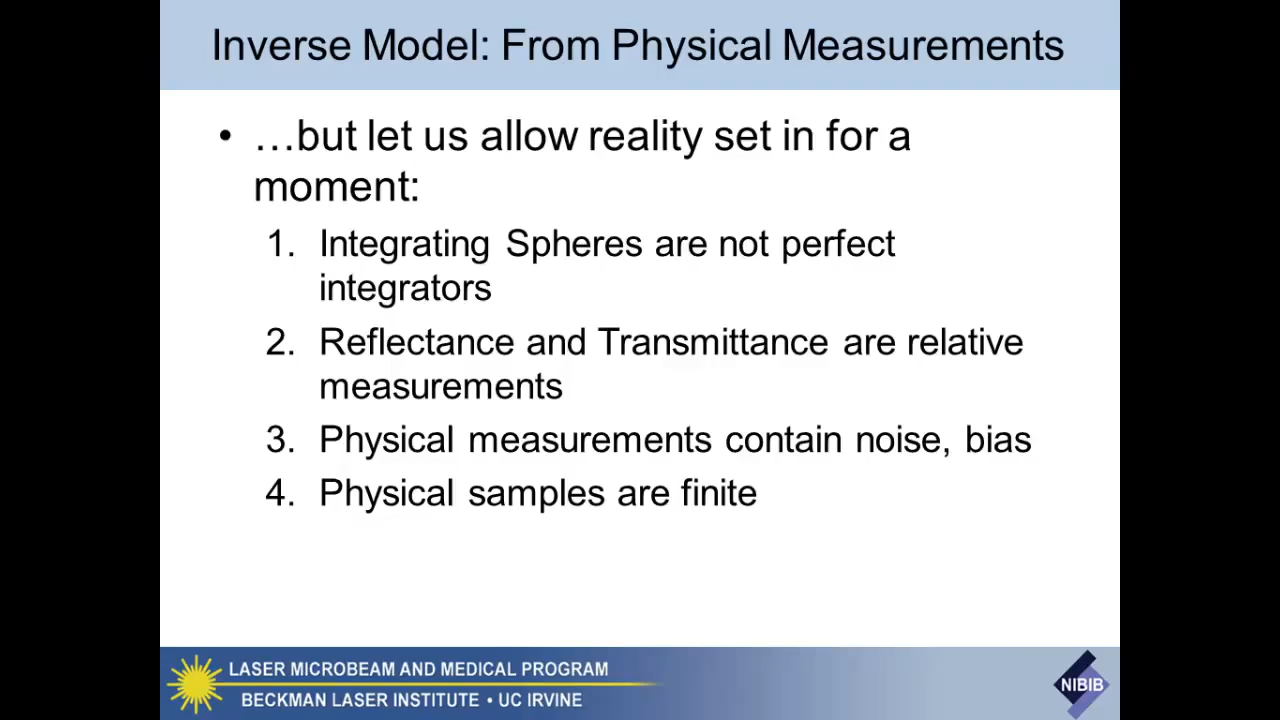 Inverse Model: From Physical Measurements
• …but let us allow reality set in for a
moment:
1. Integrating Spheres are not perfect
integrators
2. Reflectance and Transmittance are relative
measurements
3. Physical measurements contain noise, bias
4. Physical samples are finite
LASER MICROBEAM AND MEDICAL PROGRAM
BECKMAN LASER INSTITUTE • UC IRVINE
NIBIB